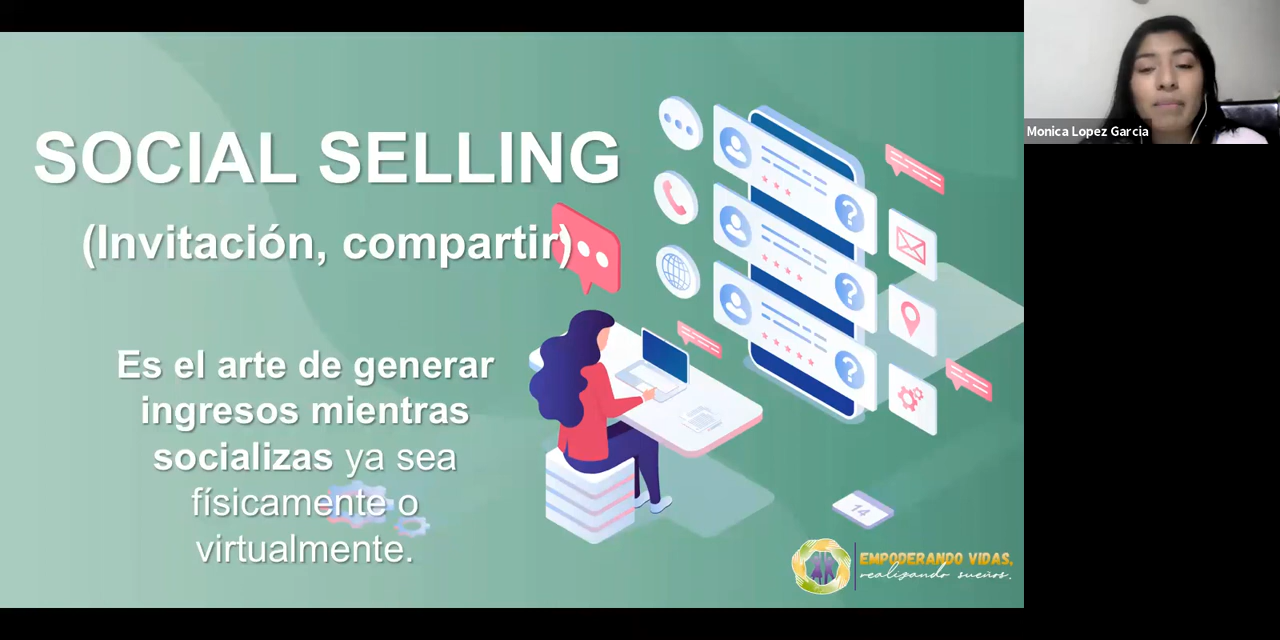 SOCIAL SELLING
(Invitación, compartir)
Es el arte de generar
ingresos mientras
socializas ya sea
físicamente o
virtualmente.
14
EMPODERANDO VIDAS,
realizando sueños.
Monica Lopez Garcia